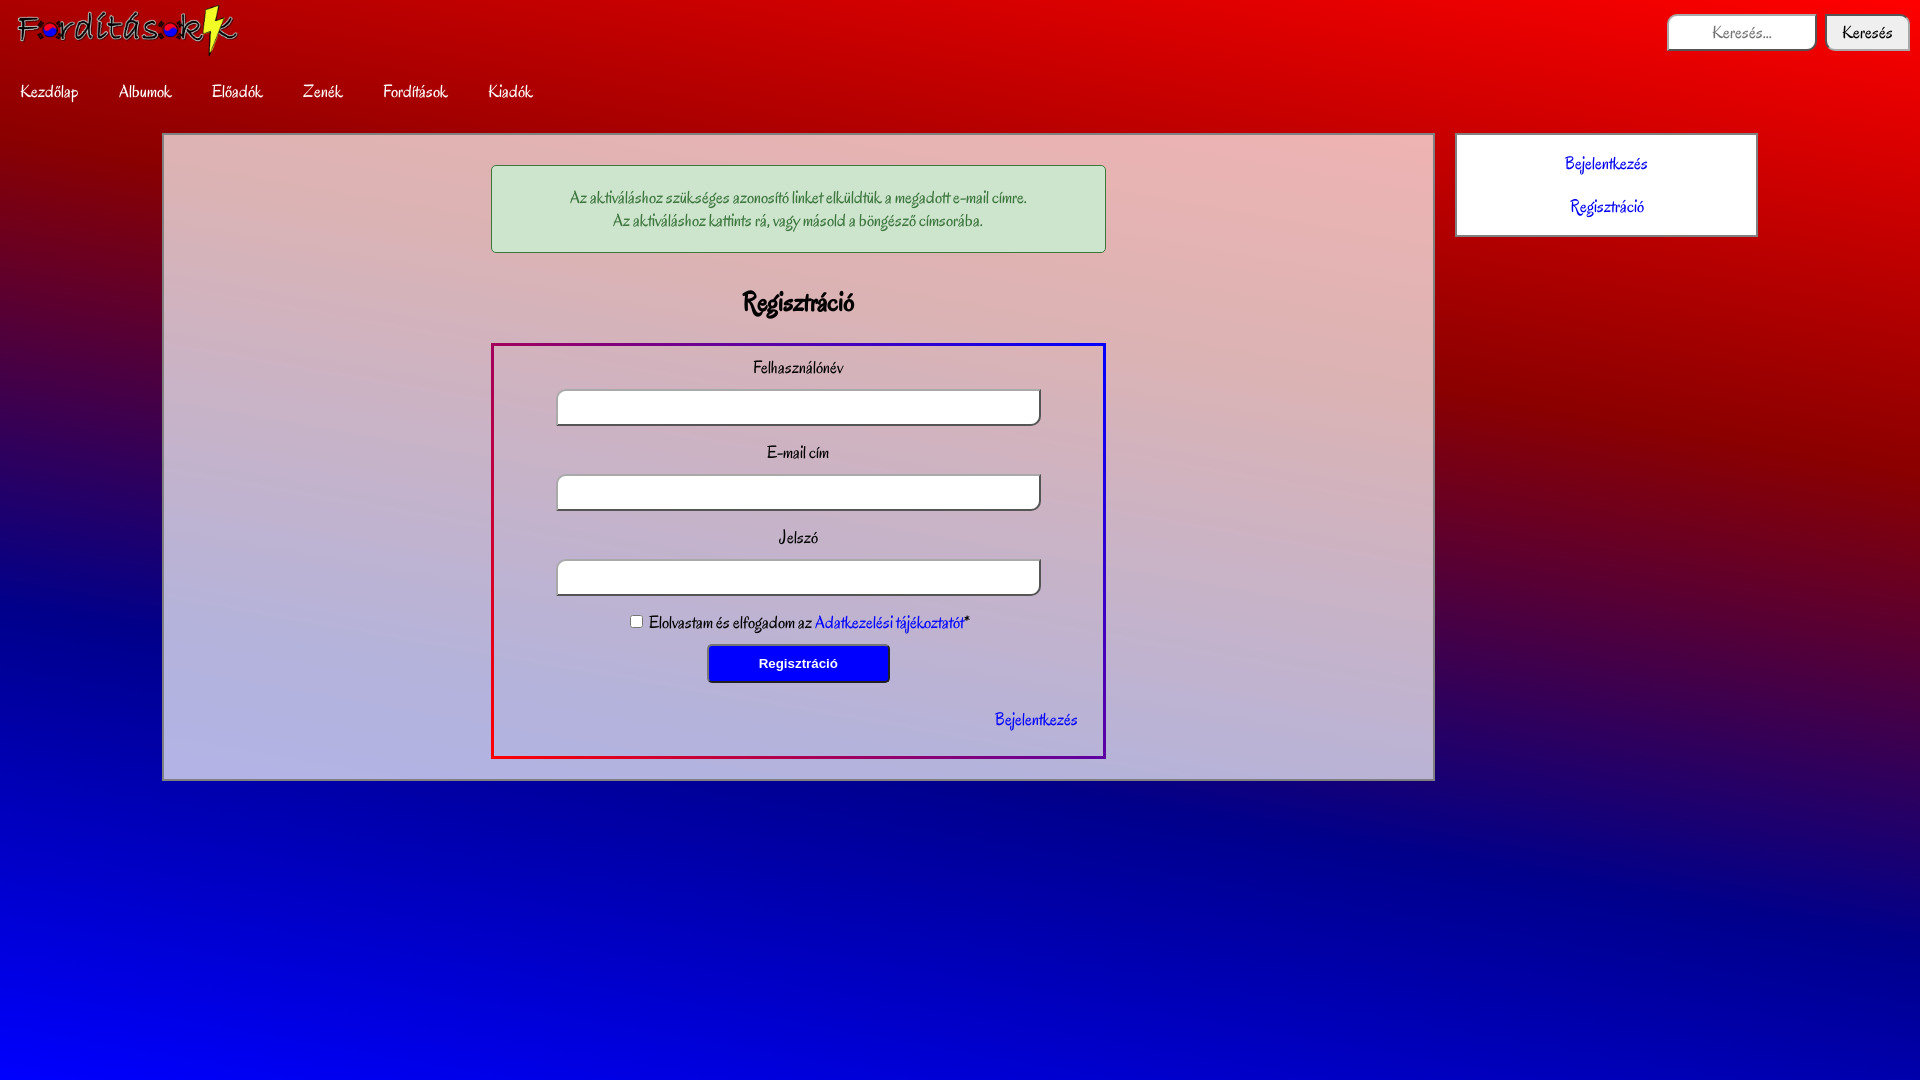 FordításokK
Keresés...
Keresés
Kezdőlap
Albumok
Előadók
Zenék
Fordítások
Kiadók
Az aktiváláshoz szükséges azonosító linket elküldtük a megadott e-mail címre.
Az aktiváláshoz kattints rá, vagy másold a böngésző címsorába.
Regisztráció
Felhasználónév
E-mail cím
Jelszó
Elolvastam és elfogadom az Adatkezelési tájékoztatót*
Regisztráció
Bejelentkezés
Bejelentkezés
Regisztráció